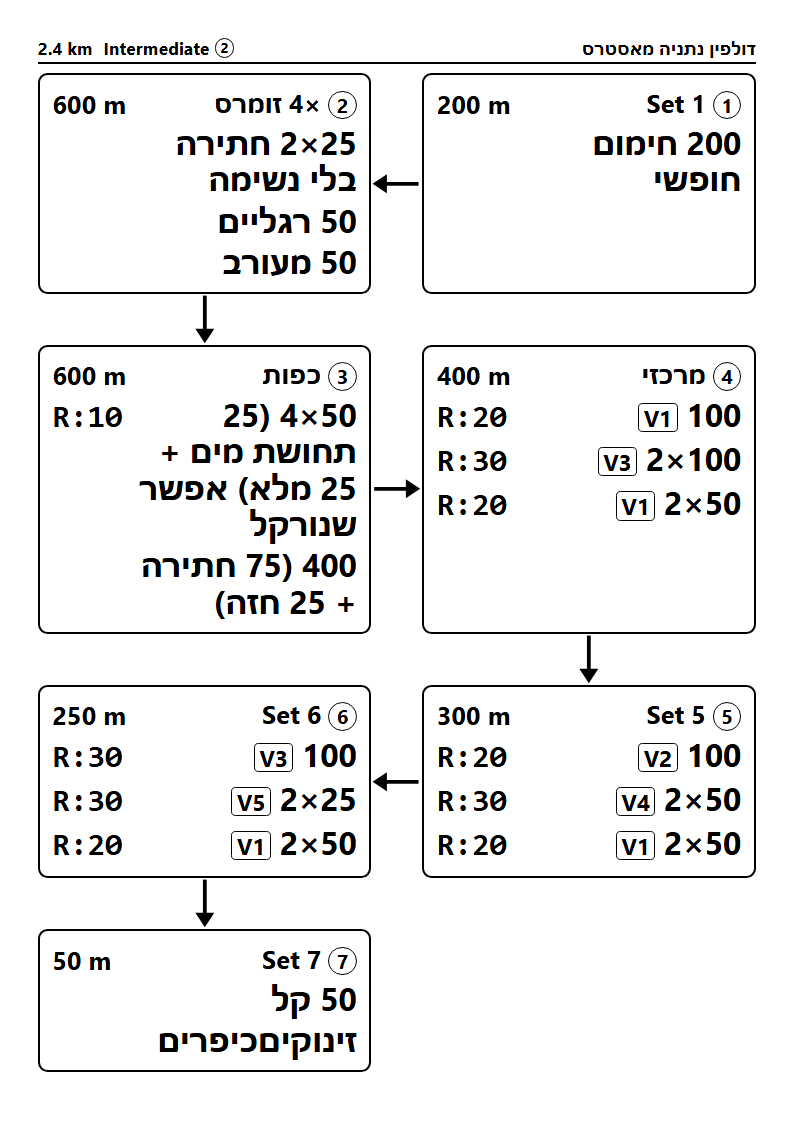 דולפין נתניה מאסטרס
2.4 km Intermediate 2
1 Set 1 200 m
200 חימום
חופשי
2 ×4 זומרס 600 m
2×25 חתירה
בלי נשימה
50 רגליים
50 מעורב
3 כפות 600 m
4×50 (25 R:10
תחושת מים +
25 מלא) אפשר
שנורקל
400 (75 חתירה
+ 25 חזה)
4 מרכזי 400 m
100 V1 R:20
2×100 V3 R:30
2×50 V1 R:20
5 Set 5 300 m
100 V2 R:20
2×50 V4 R:30
2×50 V1 R:20
6 Set 6 250 m
100 V3 R:30
2×25 V5 R:30
2×50 V1 R:20
7 Set 7 50 m
50 קל
זינוקיםכיפרים